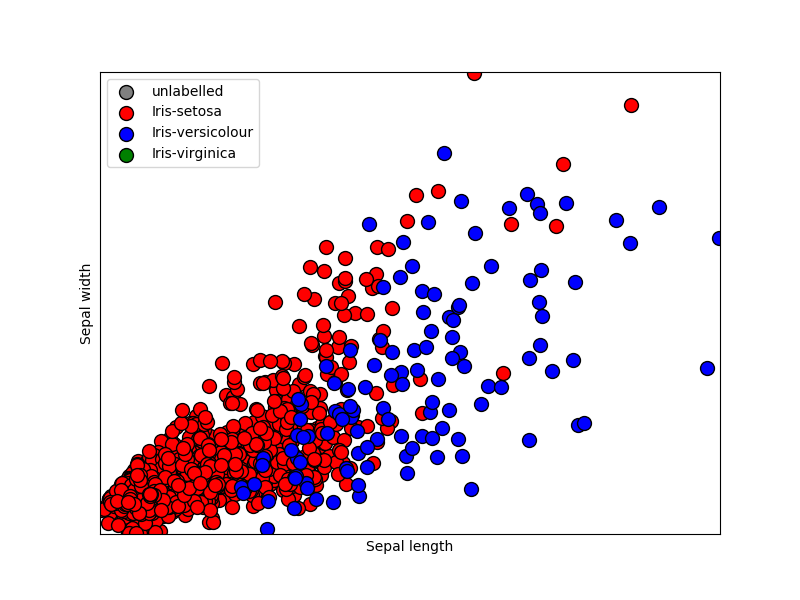 unlabelled
Iris-setosa
Iris-versicolour
Iris-virginica
Sepal width
Sepal length